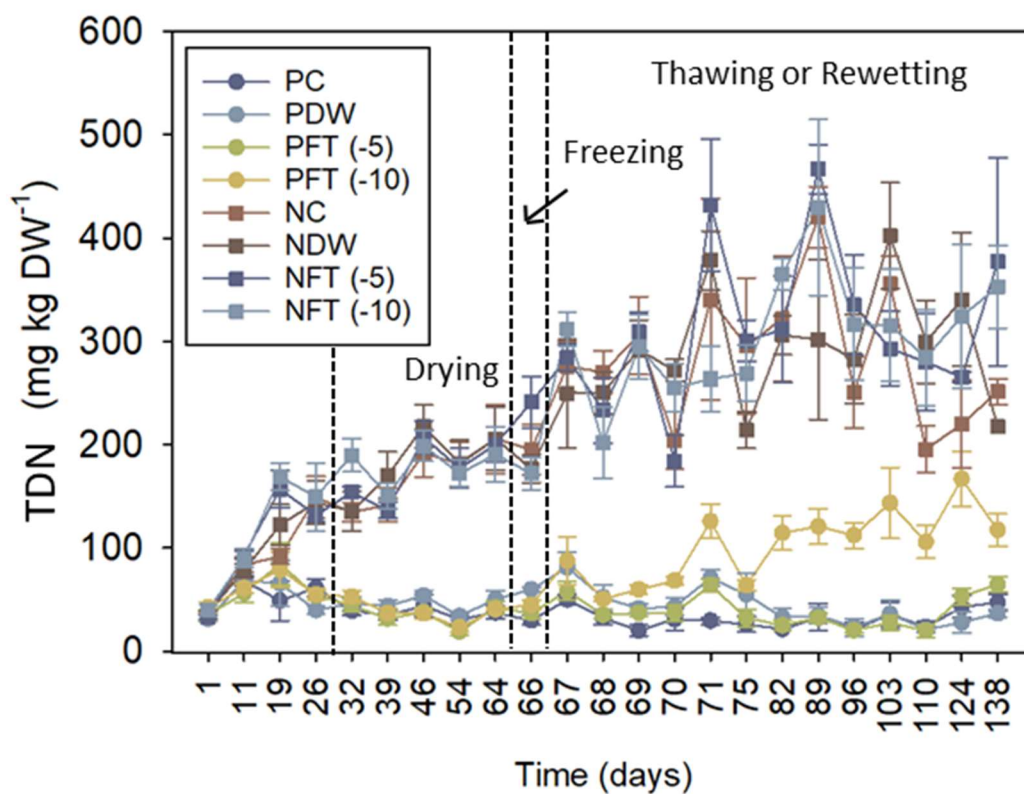 600
500
400
300
200
100
0
TDN (mg kg DW⁻¹)
PC
PDW
PFT (-5)
PFT (-10)
NC
NDW
NFT (-5)
NFT (-10)
Thawing or Rewetting
Freezing
Drying
1 11 19 26 32 39 46 54 64 66 67 68 69 70 71 75 82 89 96 103 110 124 138
Time (days)